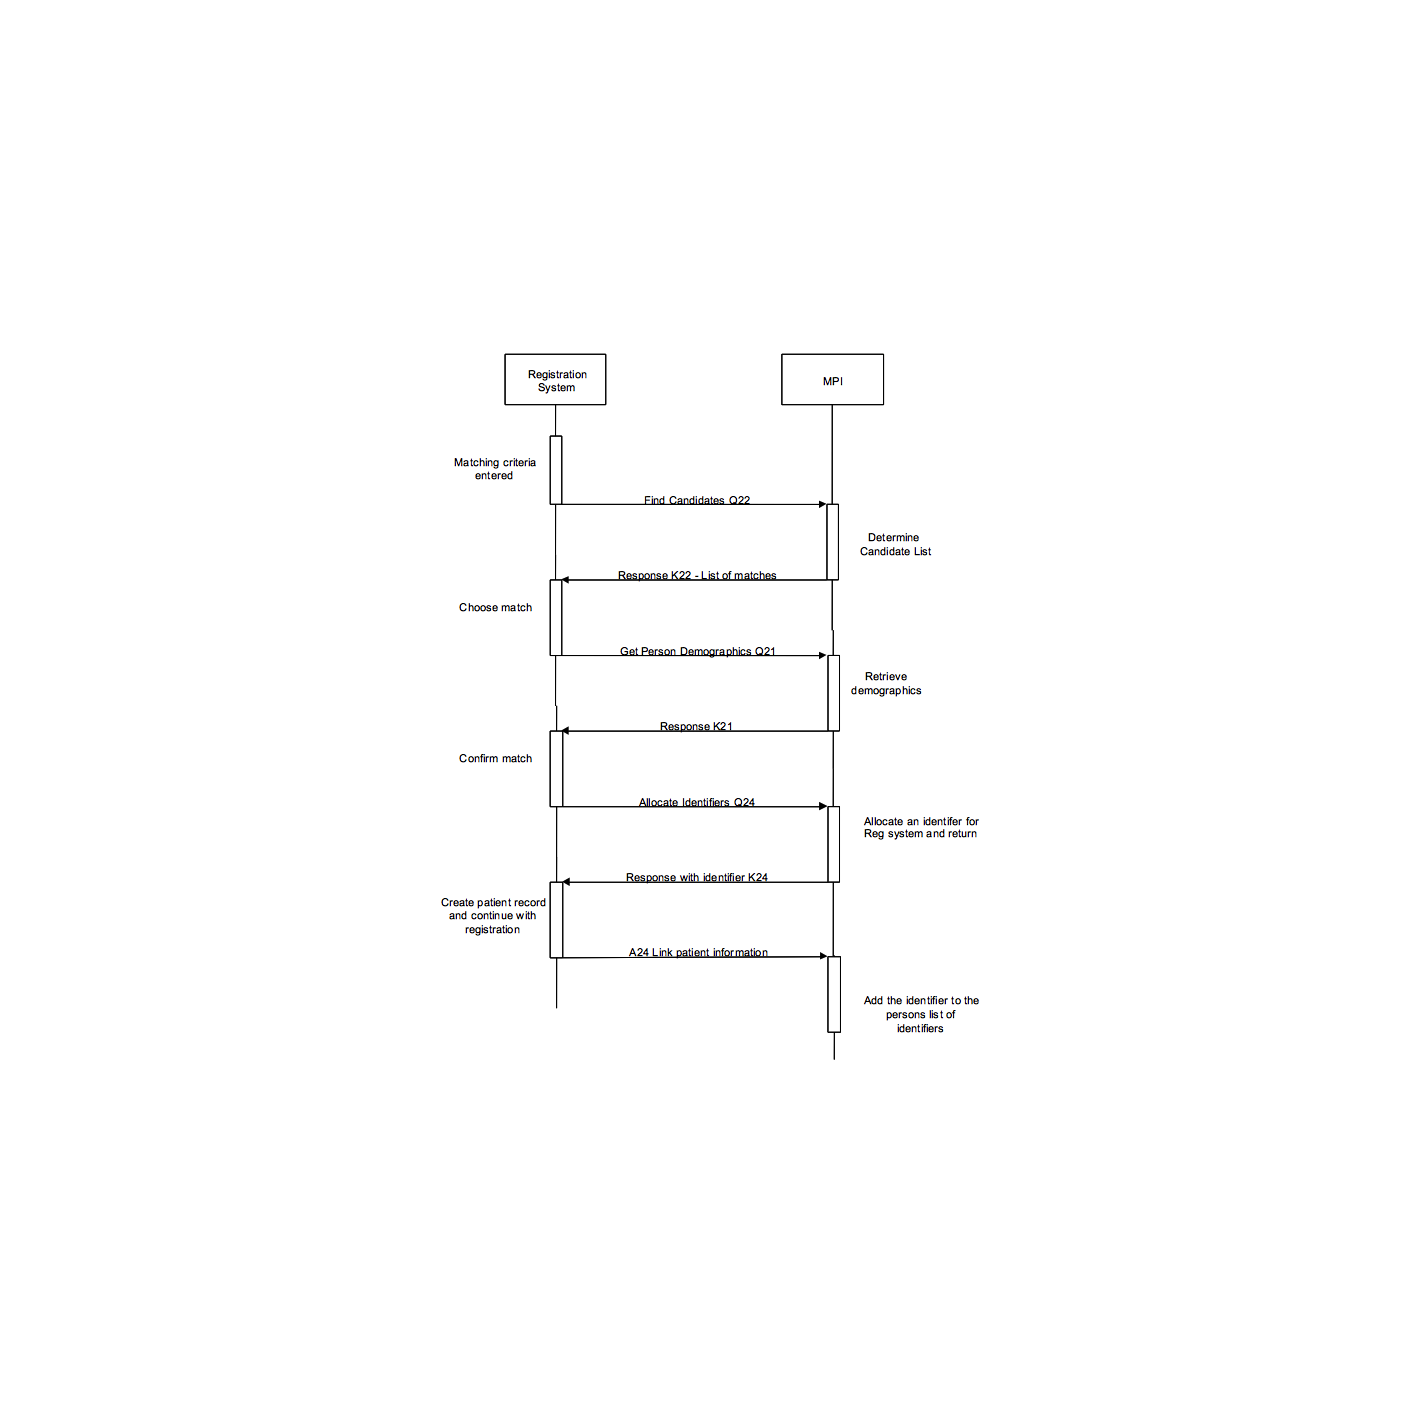 Registration
System
MPI
Matching criteria
entered
Find Candidates Q22
Determine
Candidate List
Response K22 - List of matches
Choose match
Get Person Demographics Q21
Retrieve
demographics
Response K21
Confirm match
Allocate Identifiers Q24
Allocate an identifer for
Reg system and return
Response with identifier K24
Create patient record
and continue with
registration
A24 Link patient information
Add the identifier to the
persons list of
identifiers